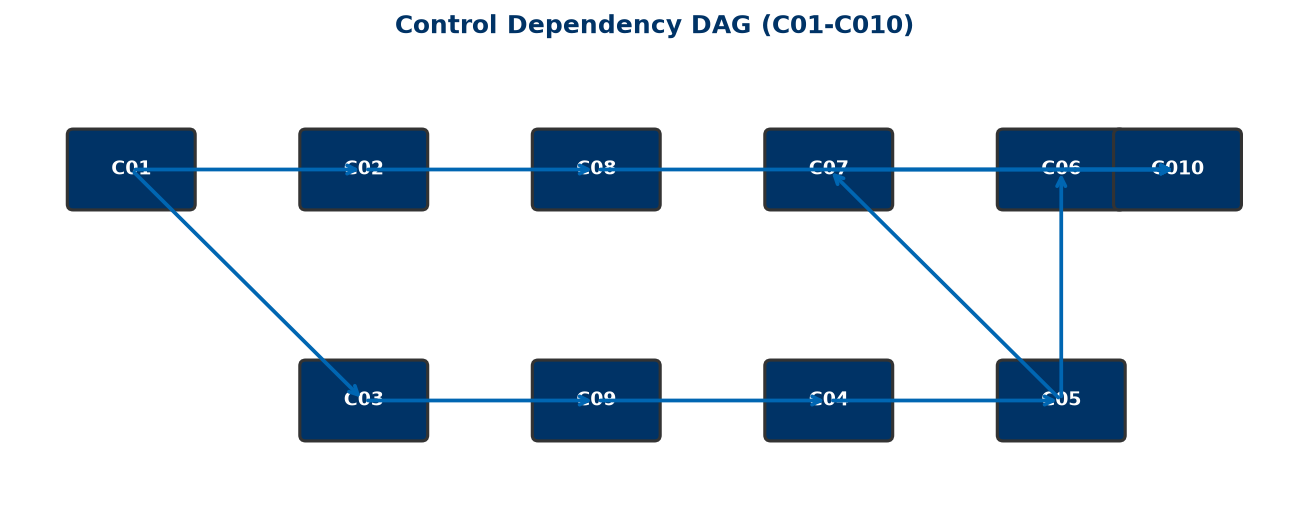 Control Dependency DAG (C01-C010)
C01 C02 C08 C07 C06 C010
C03 C09 C04 C05